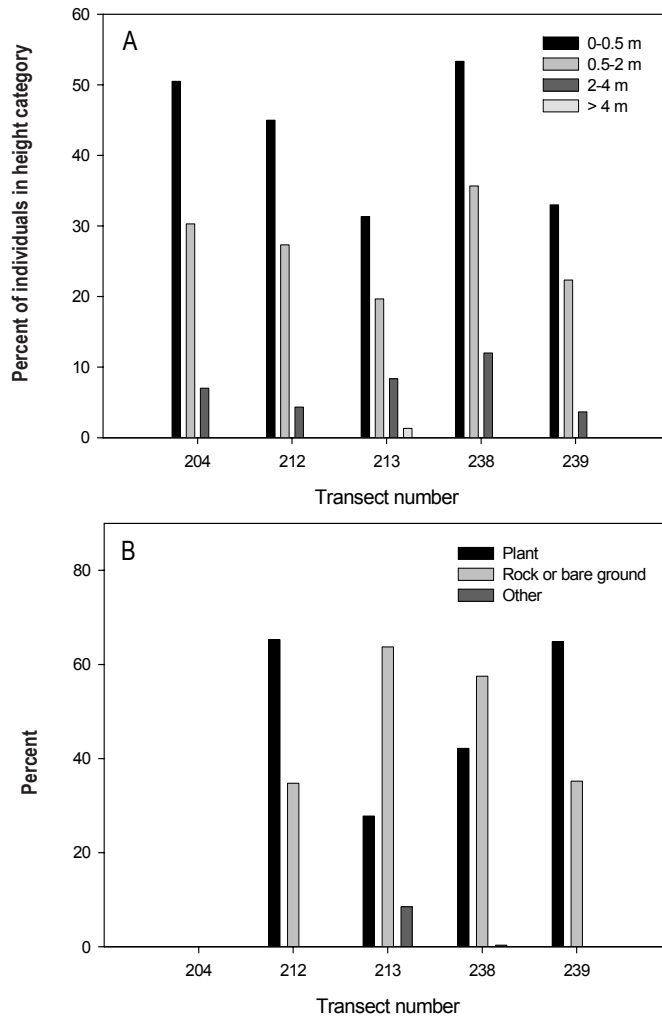 A
0-0.5 m
0.5-2 m
2-4 m
> 4 m
Percent of individuals in height category
60
50
40
30
20
10
0
204 212 213 238 239
Transect number
B
Plant
Rock or bare ground
Other
Percent
80
60
40
20
0
204 212 213 238 239
Transect number